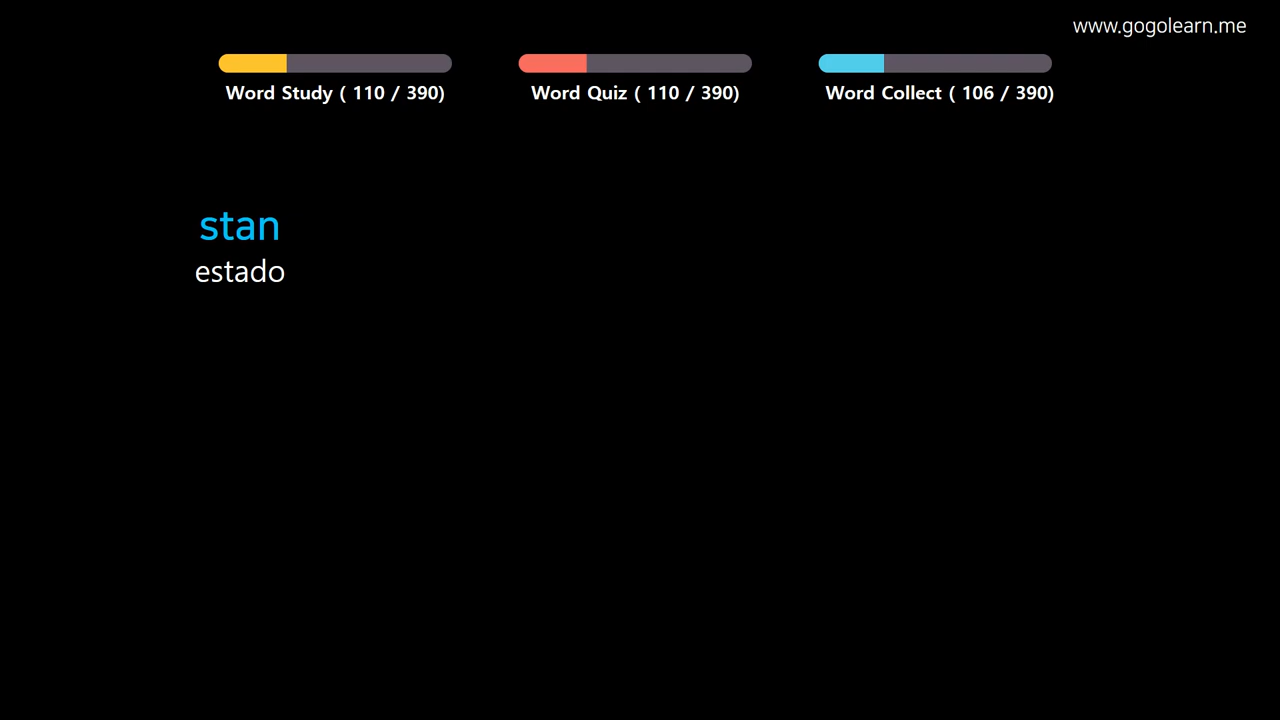 www.gogolearn.me
Word Study ( 110 / 390)
Word Quiz ( 110 / 390)
Word Collect ( 106 / 390)
stan
estado